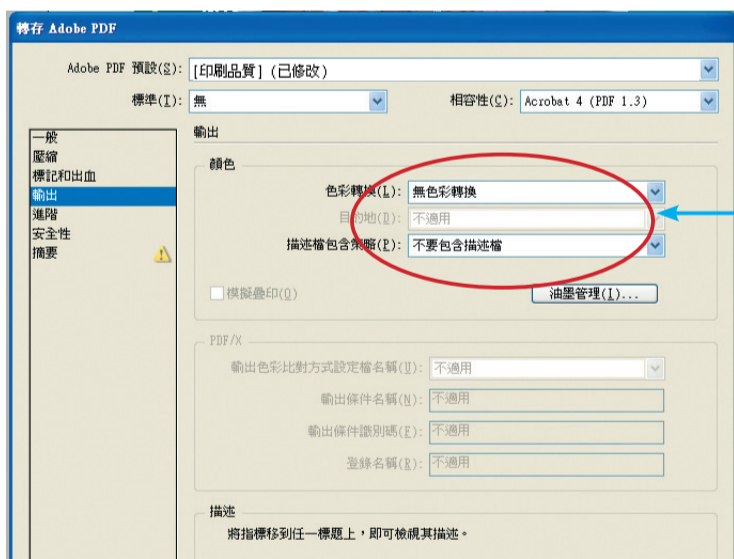 轉存 Adobe PDF
Adobe PDF 預設(S): [印刷品質] (已修改)
標準(T): 無 相容性(C): Acrobat 4 (PDF 1.3)
一般
壓縮
標記和出血
輸出
進階
安全性
摘要
輸出
顏色
色彩轉換(L): 無色彩轉換
目的地(D): 不適用
描述檔包含策略(P): 不要包含描述檔
模擬疊印(O) 油墨管理(I)...
PDF/X
輸出色彩比對方式設定檔名稱(U): 不適用
輸出條件名稱(N): 不適用
輸出條件識別碼(F): 不適用
登錄名稱(R): 不適用
描述
將指標移到任一標題上，即可檢視其描述。